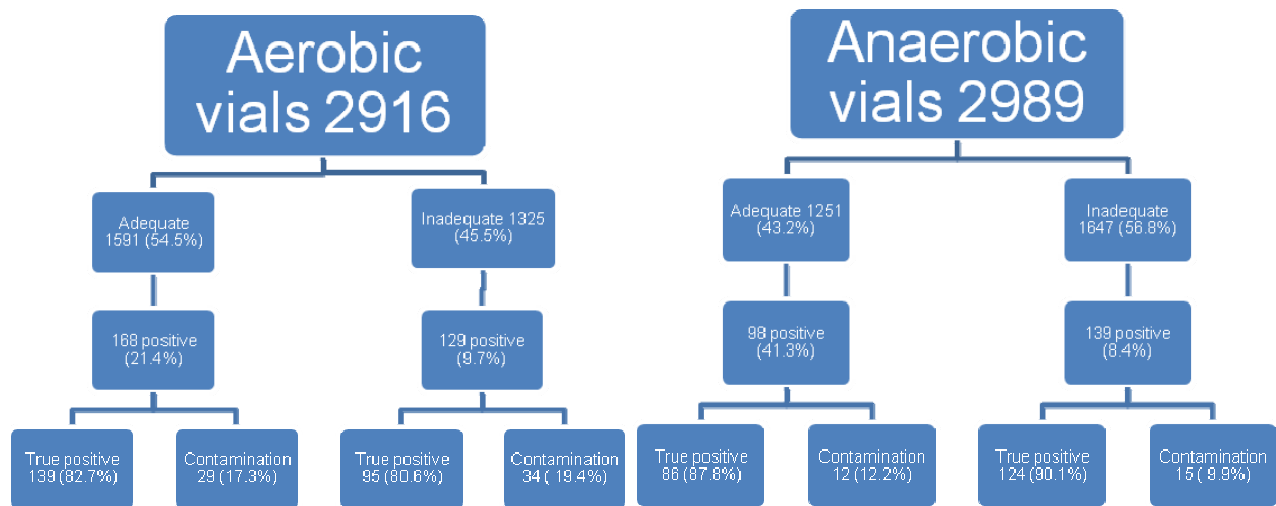 Aerobic
vials 2916
Anaerobic
vials 2989
Adequate
1591 (54.5%)
Inadequate 1325
(45.5%)
Adequate 1251
(43.2%)
Inadequate
1647 (56.8%)
168 positive
(21.4%)
129 positive
(9.7%)
98 positive
(41.3%)
139 positive
(8.4%)
True positive
139 (82.7%)
Contamination
29 (17.3%)
True positive
95 (80.6%)
Contamination
34 ( 19.4%)
True positive
86 (87.8%)
Contamination
12 (12.2%)
True positive
124 (90.1%)
Contamination
15 ( 9.9%)